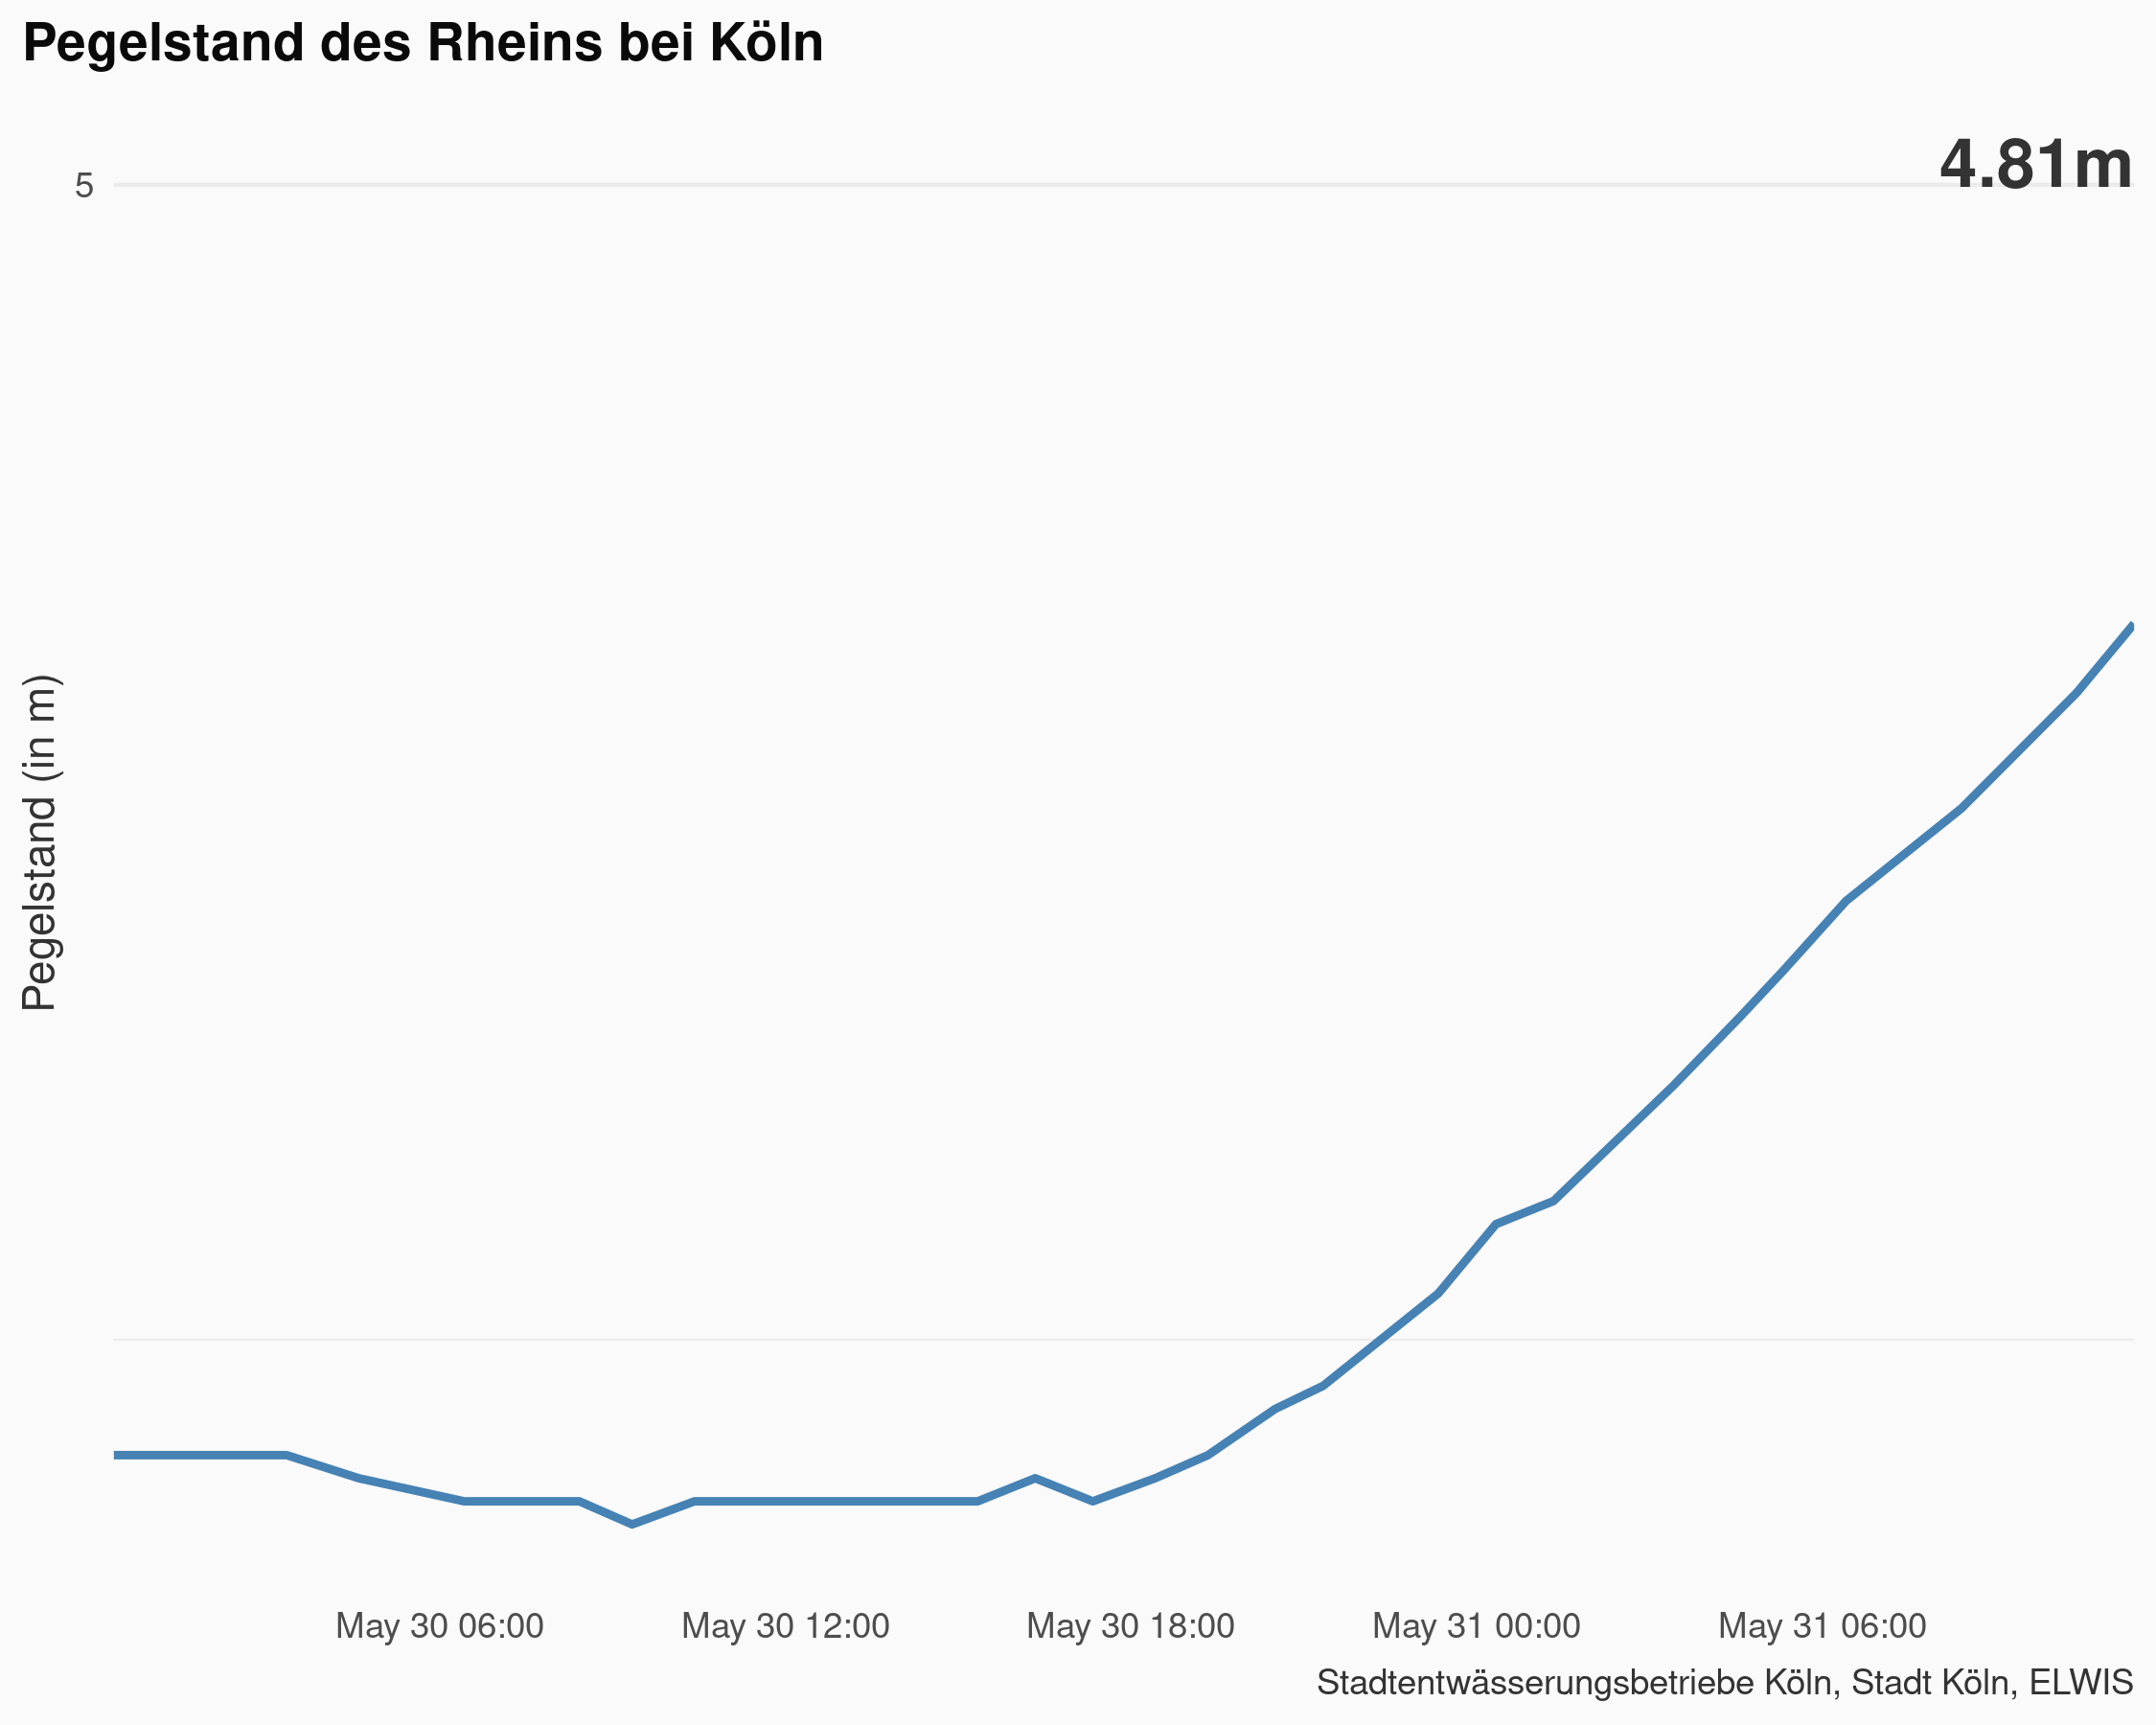 Pegelstand des Rheins bei Köln
4.81m
5
Pegelstand (in m)
May 30 06:00
May 30 12:00
May 30 18:00
May 31 00:00
May 31 06:00
Stadtentwässerungsbetriebe Köln, Stadt Köln, ELWIS